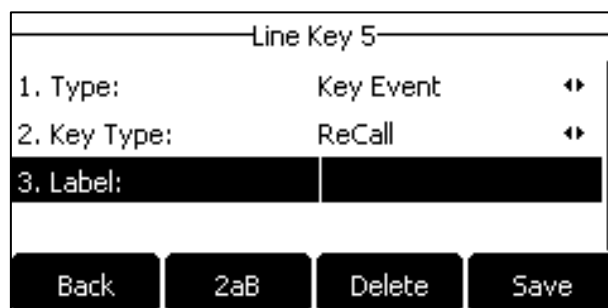 Line Key 5
1. Type: Key Event
2. Key Type: ReCall
3. Label:
Back 2aB Delete Save